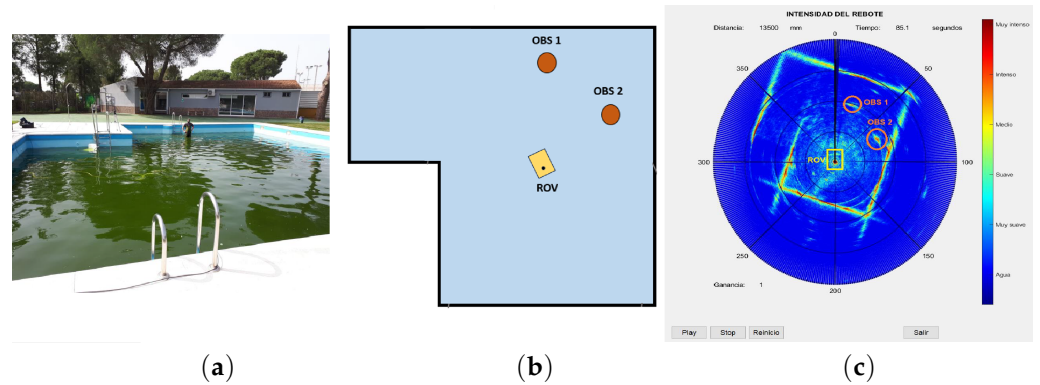 OBS 1
OBS 2
ROV
INTENSIDAD DEL REBOTE
Distancia: 13500 mm Tiempo: 85.1 segundos
0
350
50
OBS 1
OBS 2
ROV
300
100
250
150
200
Ganancia: 1
Muy intenso
Intenso
Medio
Suave
Muy suave
Agua
Play Stop Reinicio Salir
(a) (b) (c)